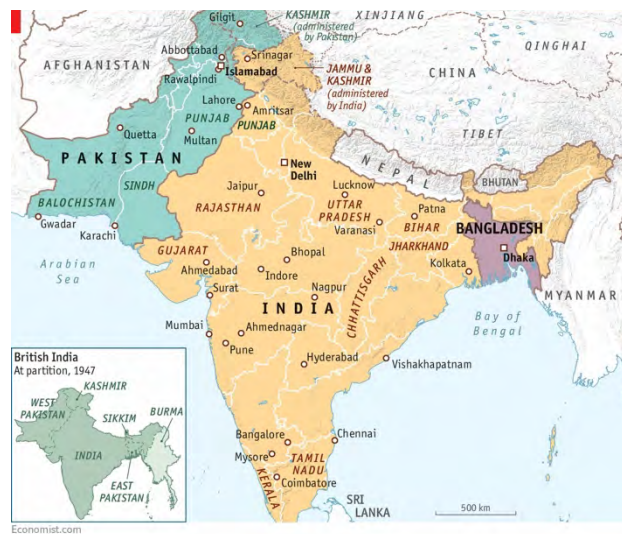 Gilgit
KASHMIR
(administered
by Pakistan)
XINJIANG
QINGHAI
Abbottabad
Srinagar
AFGHANISTAN
Rawalpindi
Islamabad
JAMMU &
KASHMIR
(administered
by India)
CHINA
Lahore
Amritsar
PUNJAB
PUNJAB
Quetta
Multan
TIBET
PAKISTAN
NEPAL
New
Delhi
BHUTAN
SINDH
Jaipur
Lucknow
BALOCHISTAN
RAJASTHAN
UTTAR
PRADESH
Patna
Gwadar
Varanasi
BIHAR
BANGLADESH
Karachi
JHARKHAND
GUJARAT
Bhopal
Dhaka
Arabian
Sea
Ahmedabad
Indore
Kolkata
CHHATTISGARH
Surat
Nagpur
MYANMAR
INDIA
Bay of
Bengal
Mumbai
Ahmednagar
Pune
Hyderabad
Vishakhapatnam
British India
At partition, 1947
KASHMIR
WEST
PAKISTAN
SIKKIM
BURMA
INDIA
EAST
PAKISTAN
Bangalore
Chennai
Mysore
TAMIL
NADU
KERALA
Coimbatore
SRI
LANKA
500 km
Economist.com